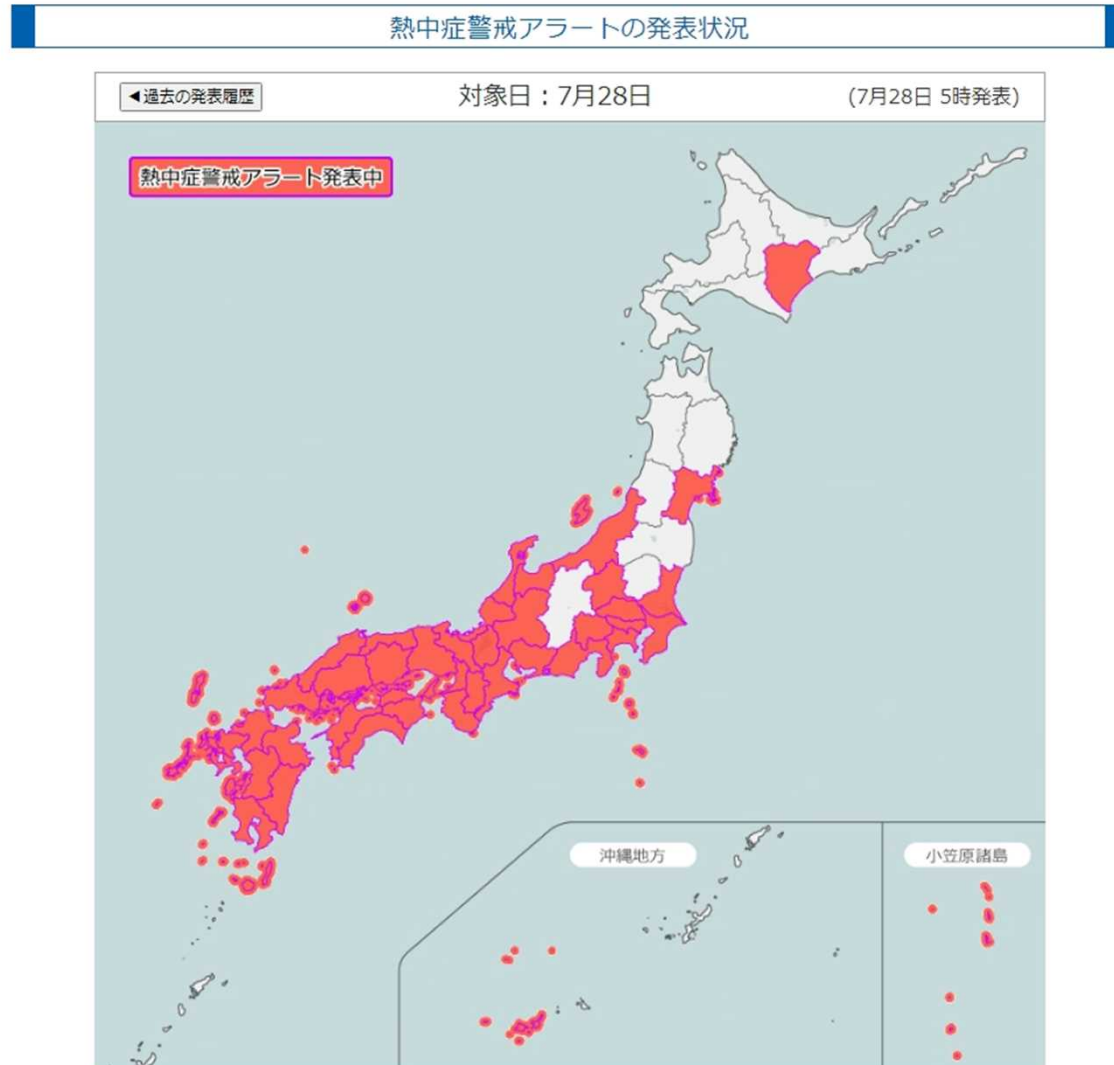 熱中症警戒アラートの発表状況
◀過去の発表履歴
対象日：7月28日
(7月28日 5時発表)
熱中症警戒アラート発表中
沖縄地方
小笠原諸島